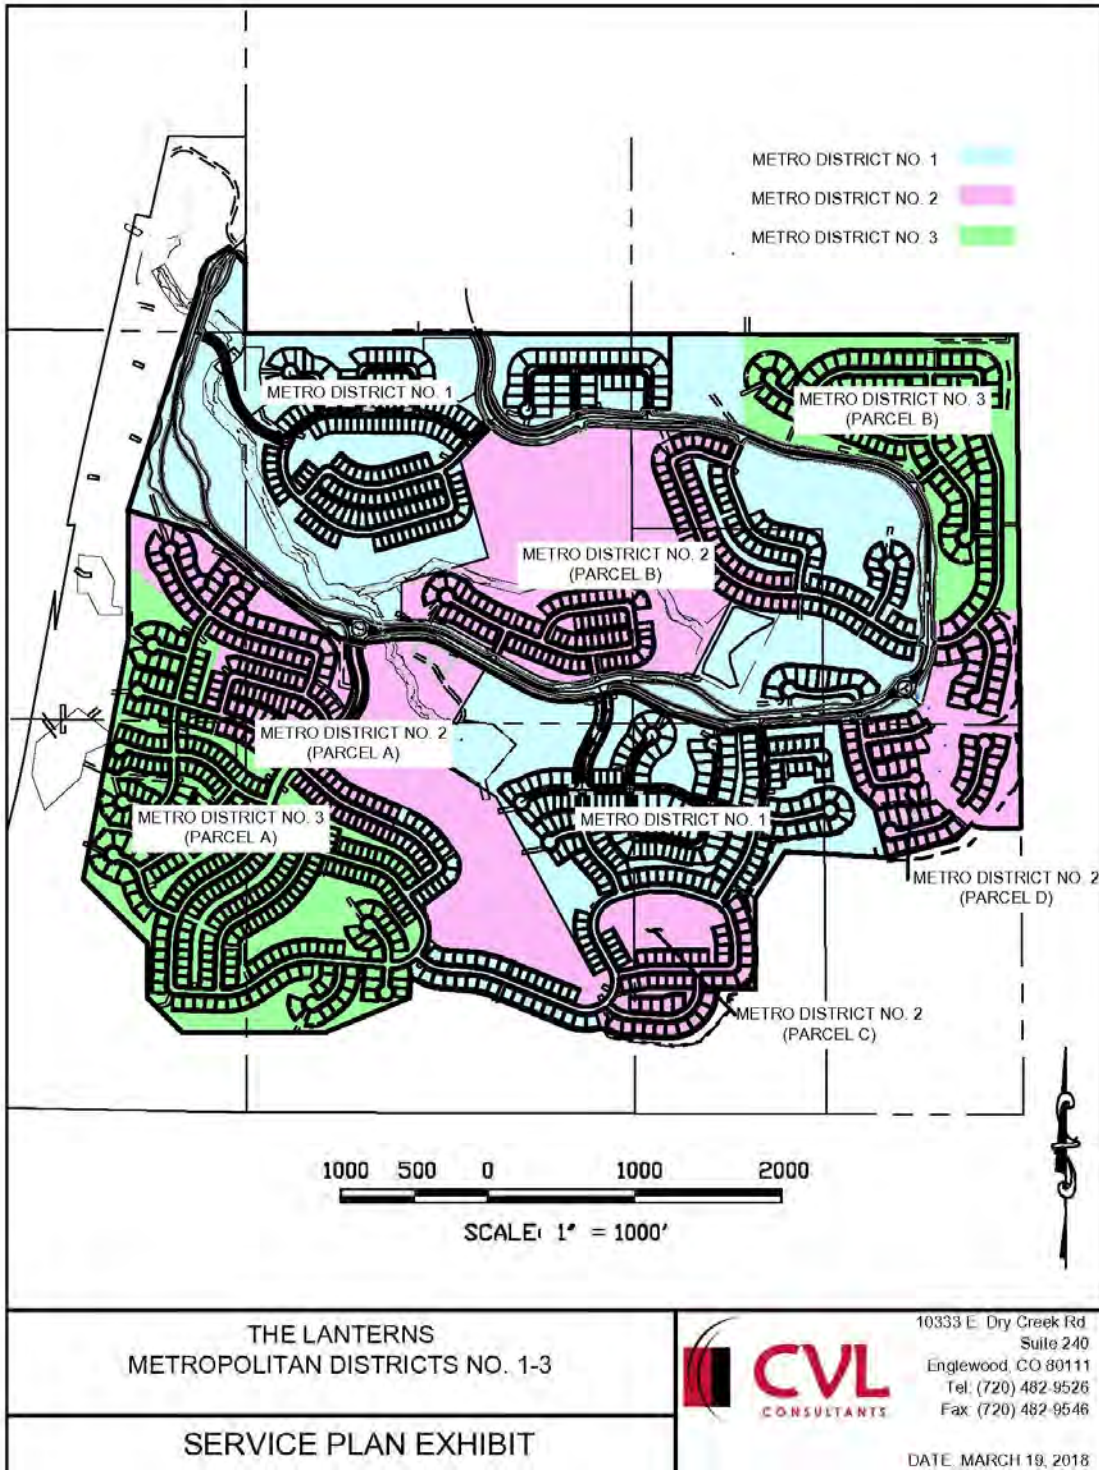 METRO DISTRICT NO. 1
METRO DISTRICT NO. 2
METRO DISTRICT NO. 3
METRO DISTRICT NO. 1
METRO DISTRICT NO. 3
(PARCEL B)
METRO DISTRICT NO. 2
(PARCEL B)
METRO DISTRICT NO. 2
(PARCEL A)
METRO DISTRICT NO. 3
(PARCEL A)
METRO DISTRICT NO. 1
METRO DISTRICT NO. 2
(PARCEL D)
METRO DISTRICT NO. 2
(PARCEL C)
1000 500 0 1000 2000
SCALE: 1" = 1000'
THE LANTERNS
METROPOLITAN DISTRICTS NO. 1-3
SERVICE PLAN EXHIBIT
CVL
CONSULTANTS
10333 E. Dry Creek Rd.
Suite 240
Englewood, CO 80111
Tel: (720) 482-9526
Fax: (720) 482-9546
DATE: MARCH 19, 2018